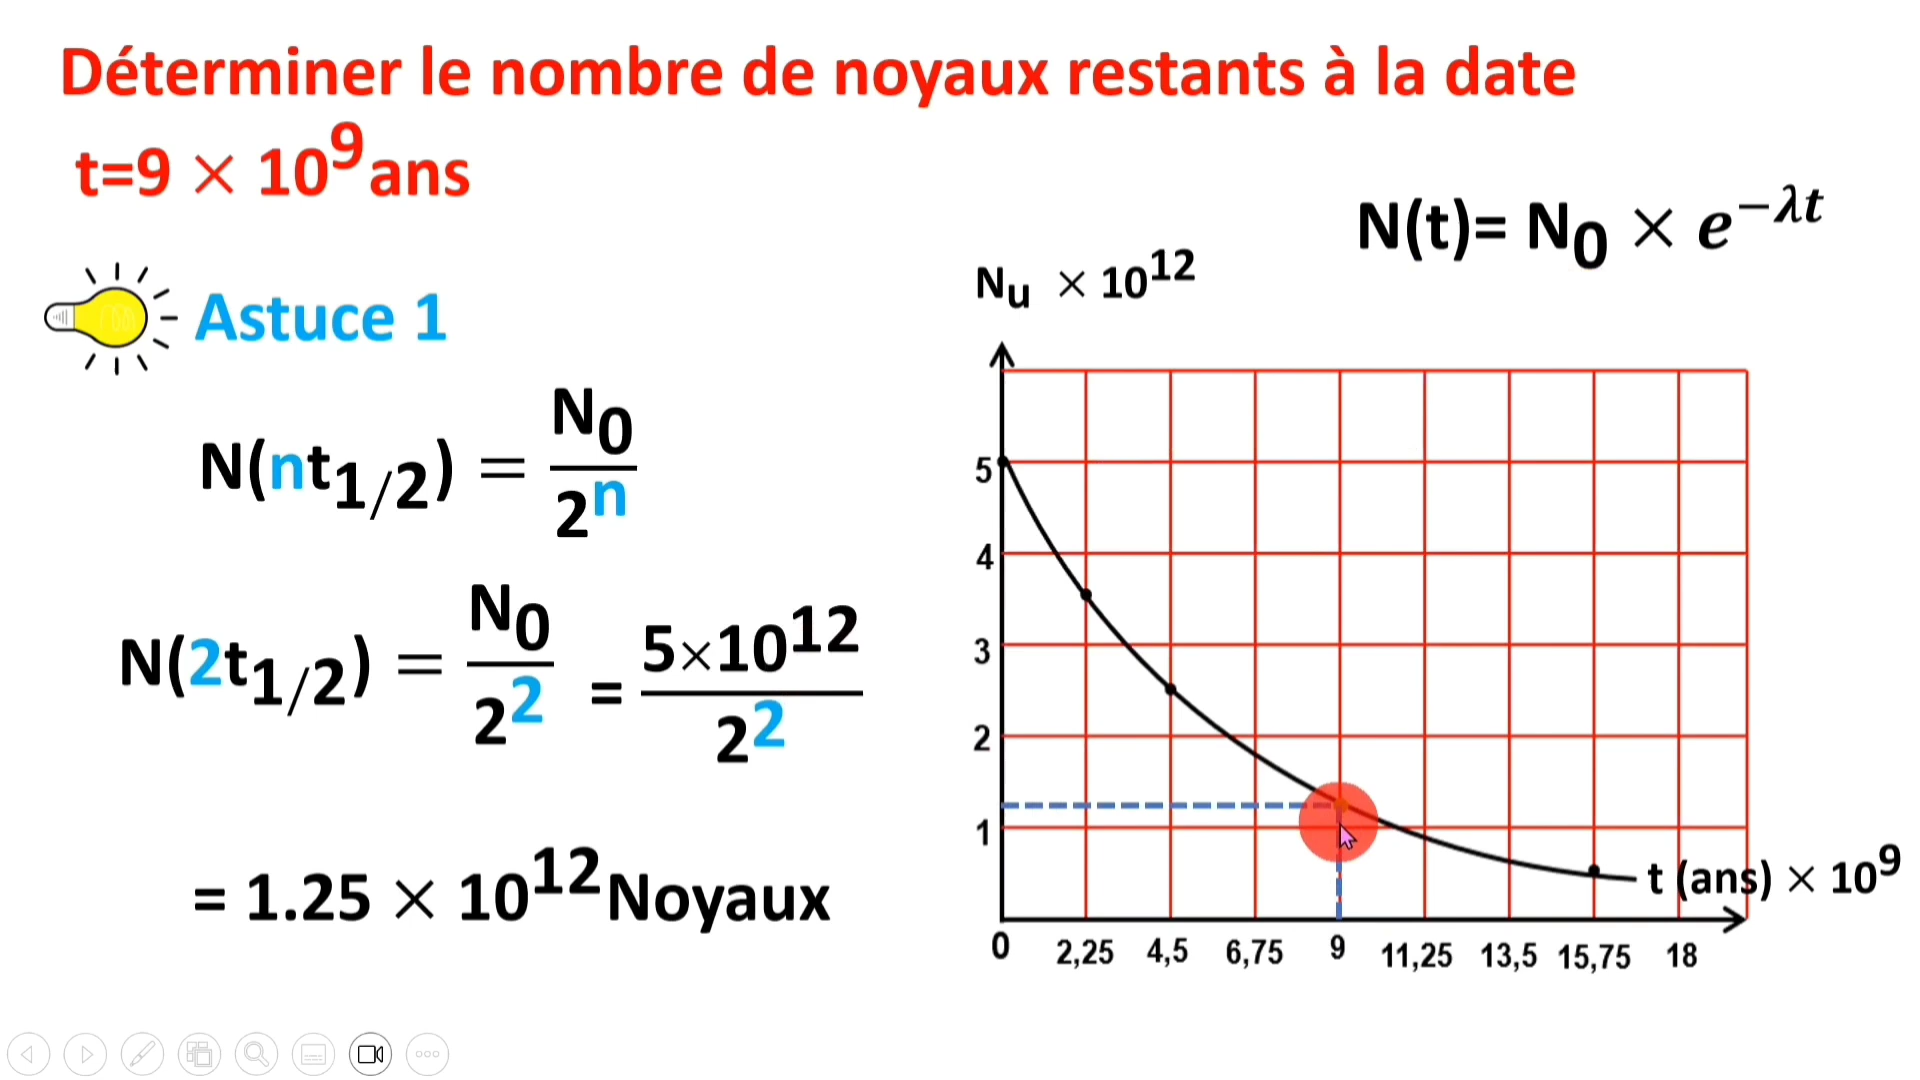 Déterminer le nombre de noyaux restants à la date
t=9 × 10⁹ans
N(t)= N₀ × e^−λt
Astuce 1
N(nt₁/₂) = N₀/2ⁿ
N(2t₁/₂) = N₀/2² = 5×10¹²/2²
= 1.25 × 10¹² Noyaux
Nᵤ × 10¹²
5
4
3
2
1
t (ans) × 10⁹
0 2,25 4,5 6,75 9 11,25 13,5 15,75 18